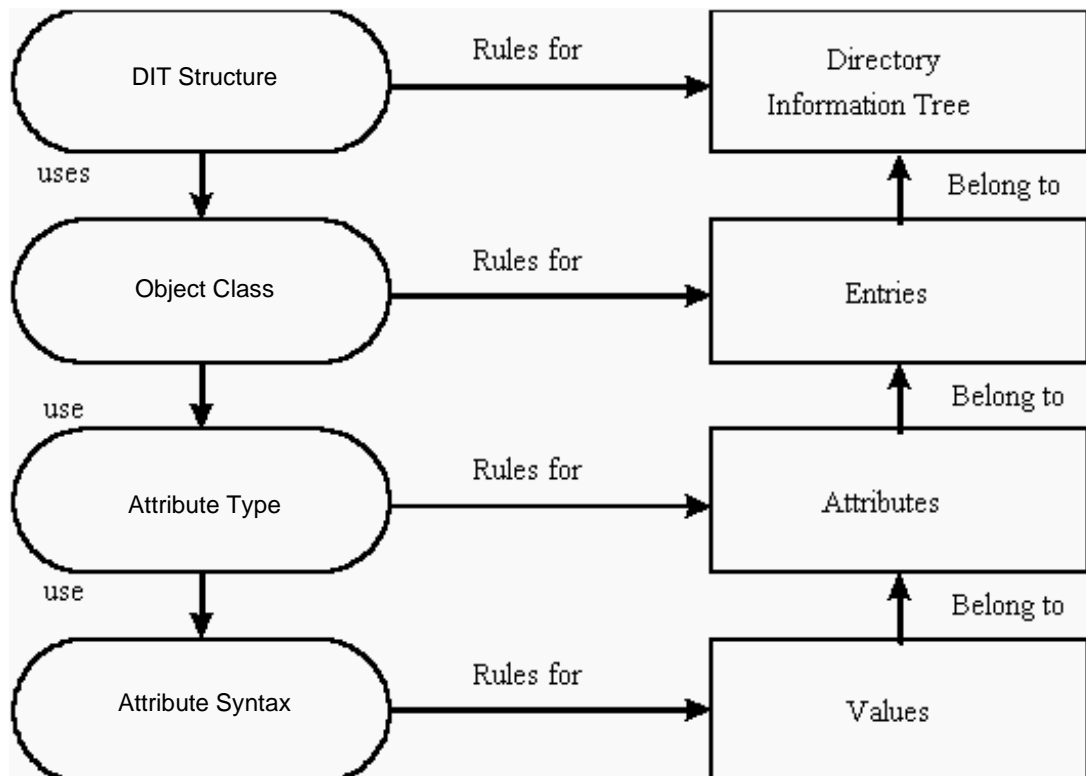 DIT Structure
Rules for
Directory
Information Tree
uses
Belong to
Object Class
Rules for
Entries
use
Belong to
Attribute Type
Rules for
Attributes
use
Belong to
Attribute Syntax
Rules for
Values